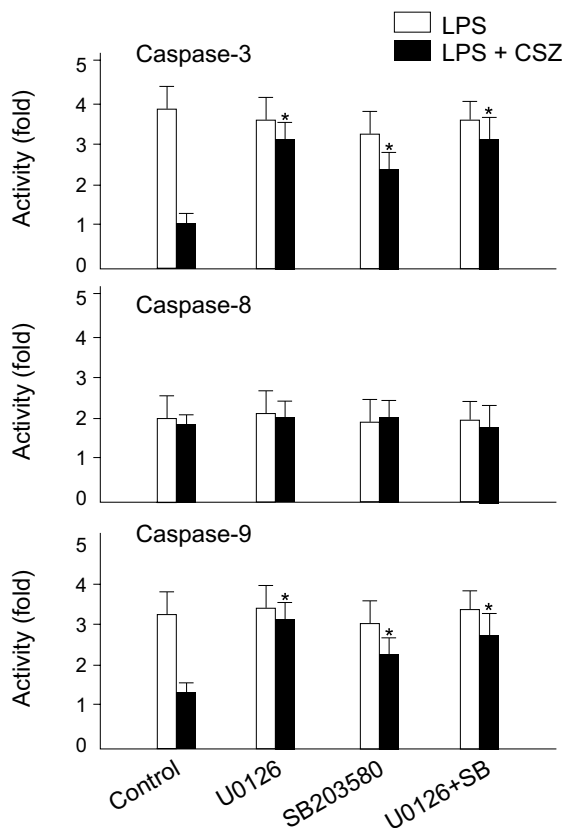 LPS
LPS + CSZ
Caspase-3
Activity (fold)
5
4
3
2
1
0
*
*
*
Caspase-8
Activity (fold)
5
4
3
2
1
0
Caspase-9
Activity (fold)
5
4
3
2
1
0
*
*
*
Control
U0126
SB203580
U0126+SB